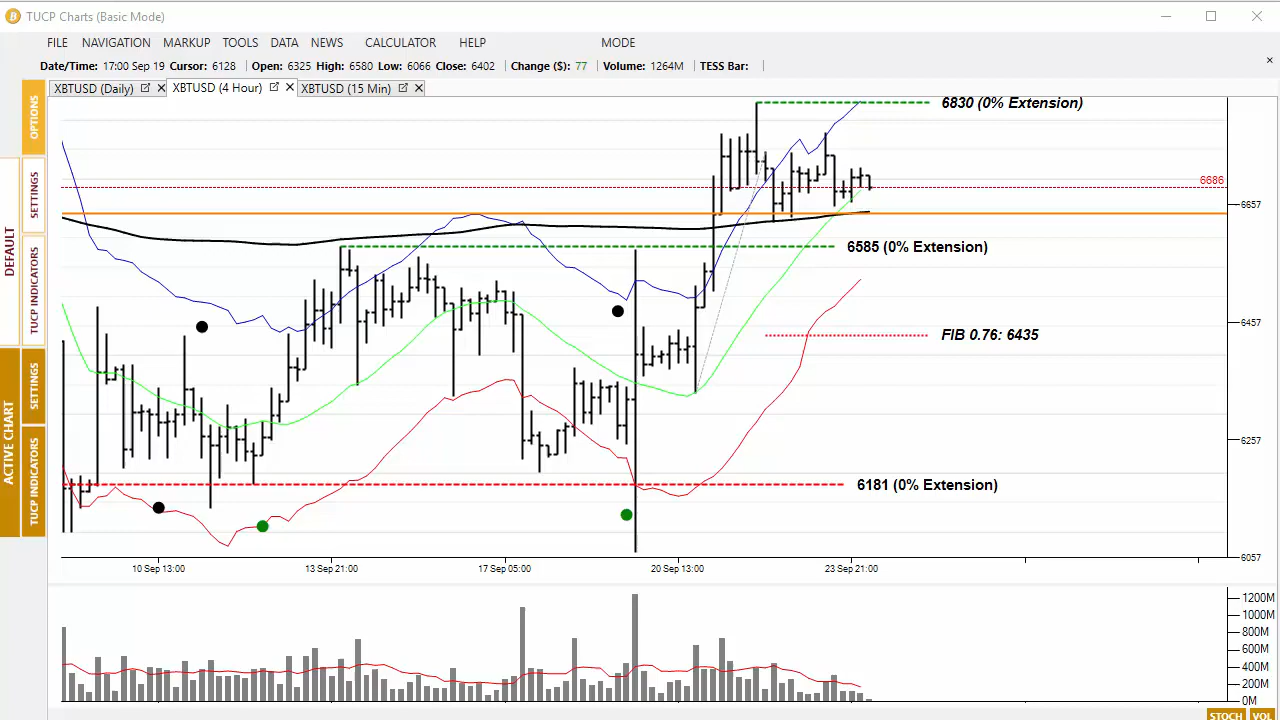 TUCP Charts (Basic Mode)
FILE NAVIGATION MARKUP TOOLS DATA NEWS CALCULATOR HELP MODE
Date/Time: 17:00 Sep 19 Cursor: 6128 Open: 6325 High: 6580 Low: 6066 Close: 6402 Change ($): 77 Volume: 1264M TESS Bar:
XBTUSD (Daily) XBTUSD (4 Hour) XBTUSD (15 Min)
OPTIONS
SETTINGS
DEFAULT
TUCP INDICATORS
SETTINGS
ACTIVE CHART
TUCP INDICATORS
6830 (0% Extension)
6686
6657
6585 (0% Extension)
6457
FIB 0.76: 6435
6257
6181 (0% Extension)
6057
10 Sep 13:00 13 Sep 21:00 17 Sep 05:00 20 Sep 13:00 23 Sep 21:00
1200M
1000M
800M
600M
400M
200M
0M
STOCH VOL